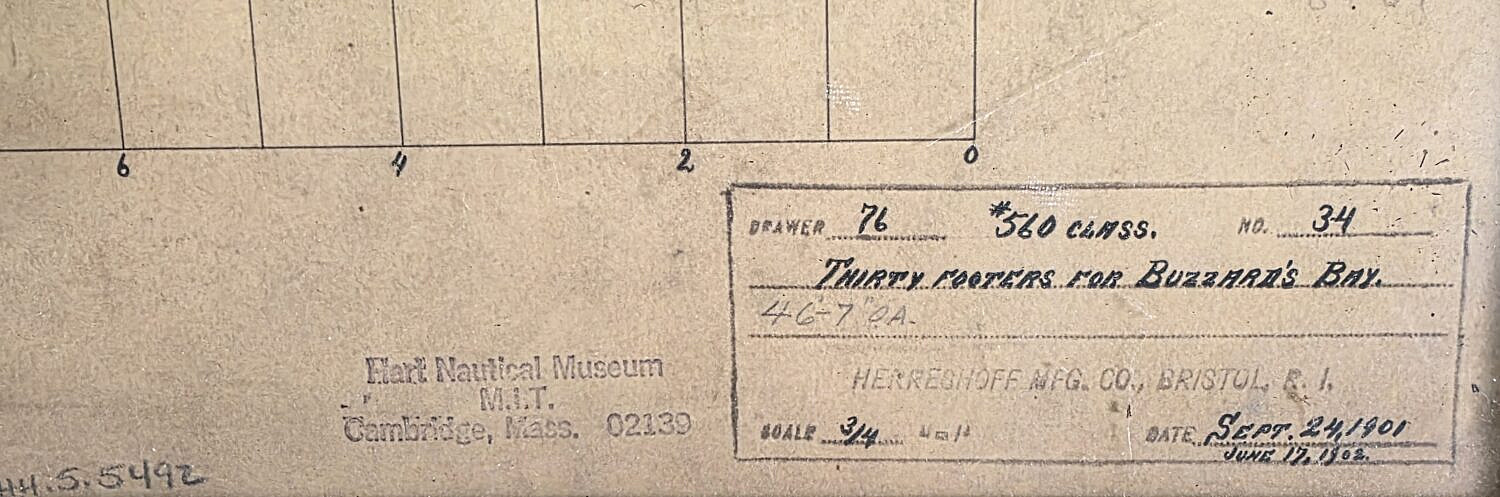 6 4 2 0
DRAWER 76 #560 CLASS. NO. 34
THIRTY FOOTERS FOR BUZZARD'S BAY.
46'-7" OA.
HERRESHOFF MFG. CO., BRISTOL, R. I.
SCALE 3/4 " = 1'
DATE SEPT. 24, 1901
JUNE 17, 1902.
Hart Nautical Museum
M.I.T.
Cambridge, Mass. 02139
44.5.5492